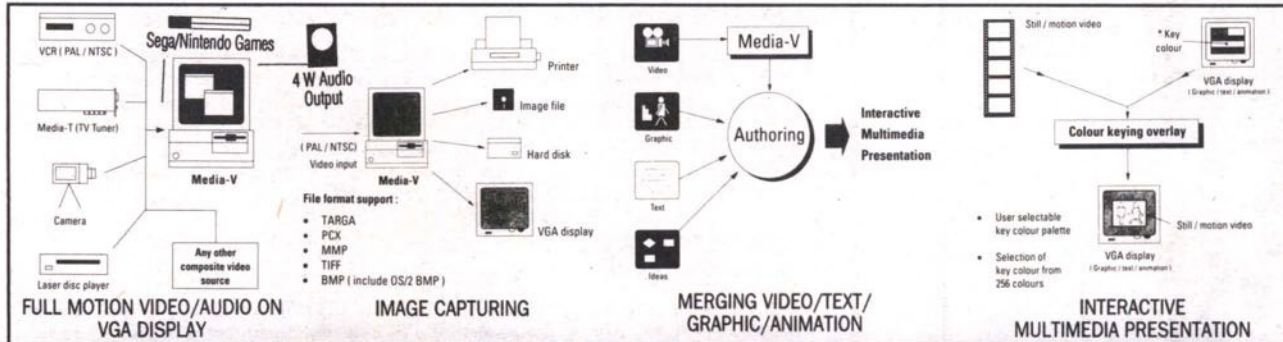 VCR ( PAL / NTSC )
Sega/Nintendo Games
4 W Audio
Output
Media-T (TV Tuner)
Media-V
Camera
Any other
composite video
source
Laser disc player
FULL MOTION VIDEO/AUDIO ON
VGA DISPLAY
Printer
Image file
( PAL / NTSC )
Video input
Hard disk
Media-V
File format support :
• TARGA
• PCX
• MMP
• TIFF
• BMP ( include OS/2 BMP )
VGA display
IMAGE CAPTURING
Video
Media-V
Graphic
Authoring
Interactive
Multimedia
Presentation
Text
Ideas
MERGING VIDEO/TEXT/
GRAPHIC/ANIMATION
Still / motion video
* Key
colour
VGA display
( Graphic / text / animation )
Colour keying overlay
• User selectable
key colour palette
• Selection of
key colour from
256 colours
Still / motion video
VGA display
( Graphic / text / animation )
INTERACTIVE
MULTIMEDIA PRESENTATION